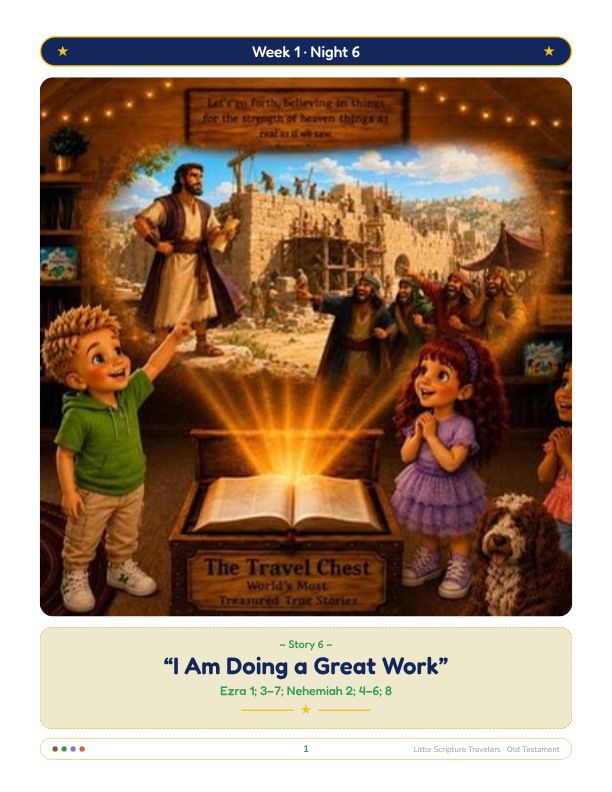 Week 1 · Night 6
Let's go forth, believing in things
for the strength of heaven things as
real as if we saw.
The Travel Chest
World's Most
Treasured True Stories
~ Story 6 ~
“I Am Doing a Great Work”
Ezra 1; 3–7; Nehemiah 2; 4–6; 8
1
Little Scripture Travelers · Old Testament